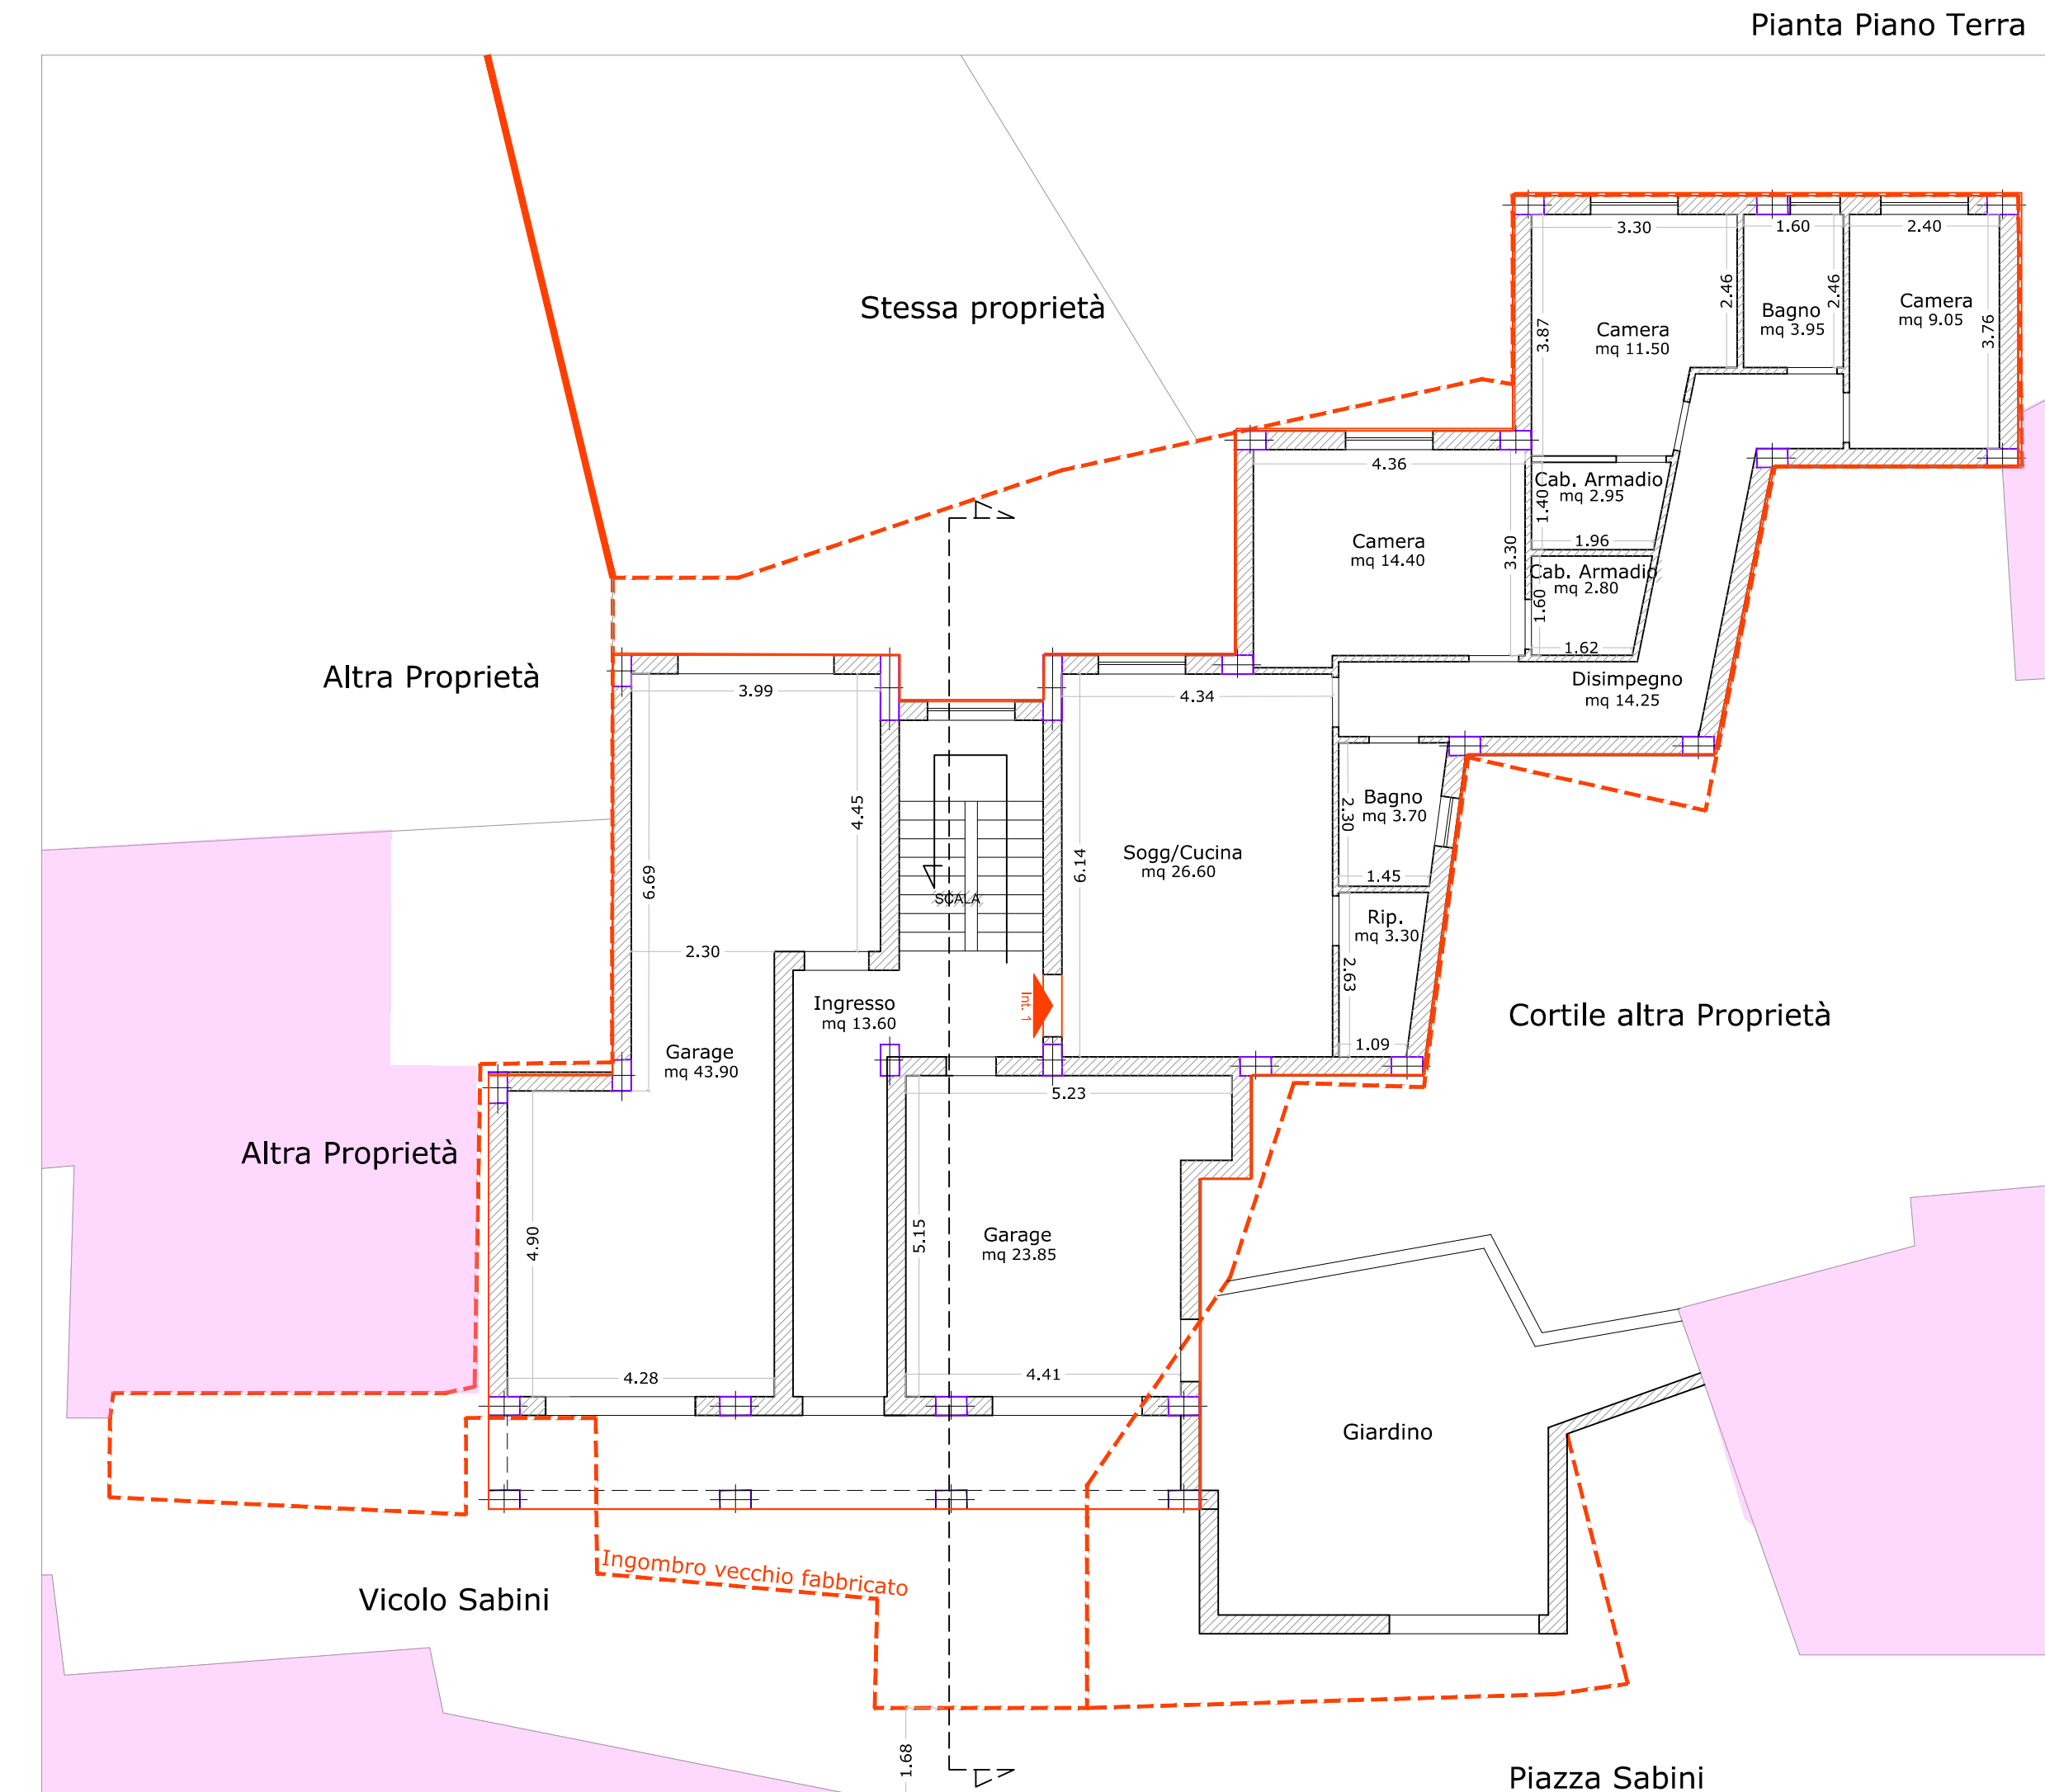 Pianta Piano Terra
3.30
1.60
2.40
2.46
2.46
3.87
3.76
Camera
mq 11.50
Bagno
mq 3.95
Camera
mq 9.05
Stessa proprietà
4.36
Cab. Armadio
mq 2.95
1.40
1.96
Camera
mq 14.40
3.30
Cab. Armadio
mq 2.80
1.60
1.62
Altra Proprietà
3.99
4.34
Disimpegno
mq 14.25
4.45
6.69
6.14
Sogg/Cucina
mq 26.60
Bagno
mq 3.70
2.30
1.45
SCALA
Rip.
mq 3.30
2.63
1.09
2.30
Ingresso
mq 13.60
Int. 1
Cortile altra Proprietà
Garage
mq 43.90
5.23
Altra Proprietà
4.90
5.15
Garage
mq 23.85
4.28
4.41
Giardino
Ingombro vecchio fabbricato
Vicolo Sabini
1.68
Piazza Sabini